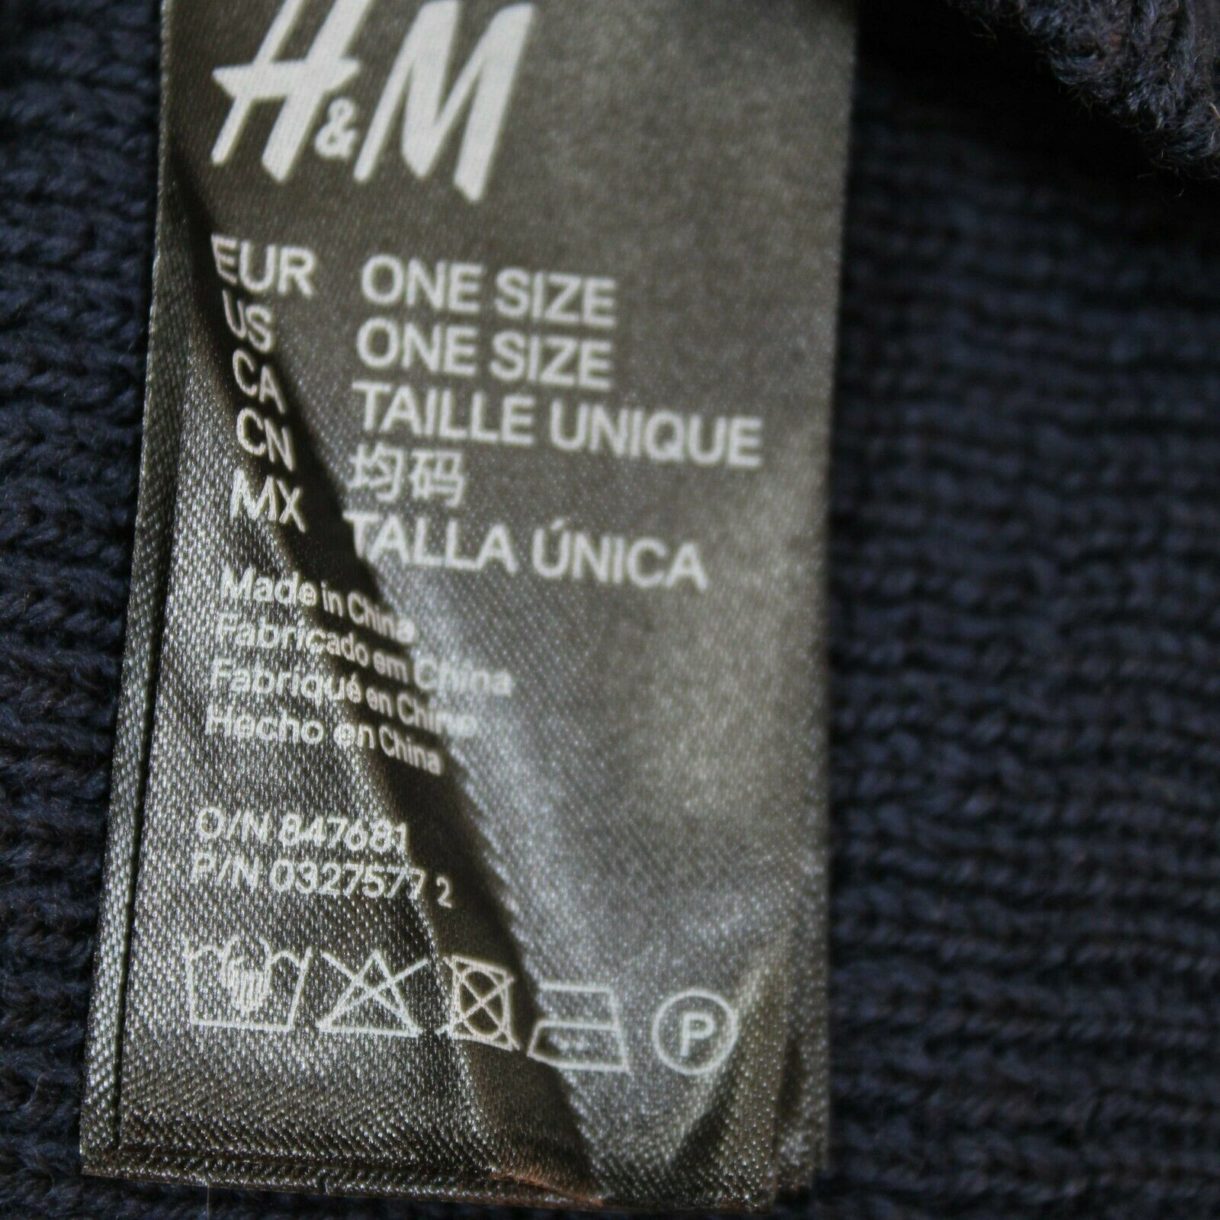 H&M
EUR ONE SIZE
US ONE SIZE
CA TAILLE UNIQUE
CN 均码
MX TALLA ÚNICA
Made in China
Fabricado em China
Fabriqué en Chine
Hecho en China
O/N 847681
P/N 0327577 2
P